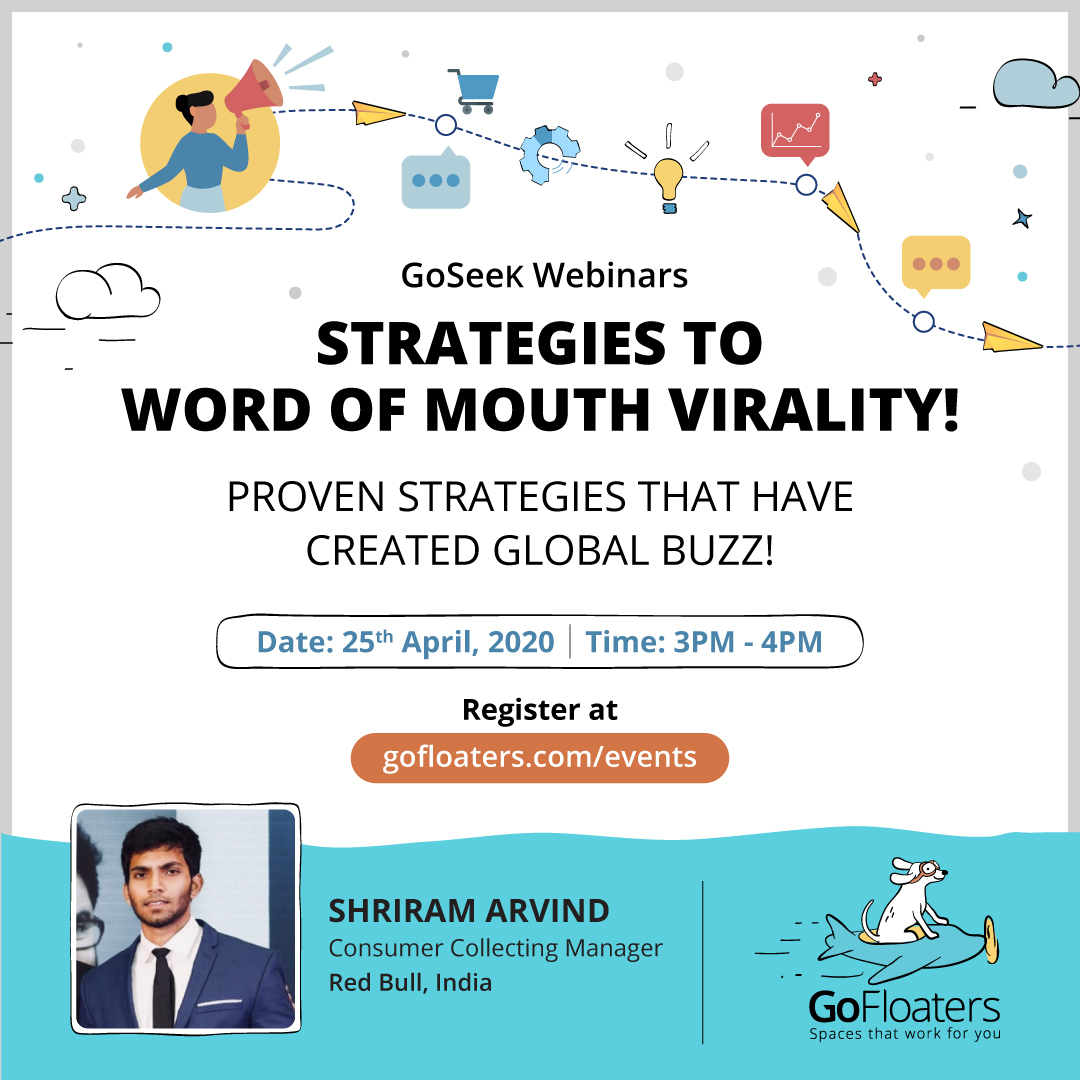 GoSeeK Webinars
STRATEGIES TO
WORD OF MOUTH VIRALITY!
PROVEN STRATEGIES THAT HAVE
CREATED GLOBAL BUZZ!
Date: 25th April, 2020 | Time: 3PM - 4PM
Register at
gofloaters.com/events
SHRIRAM ARVIND
Consumer Collecting Manager
Red Bull, India
GoFloaters
Spaces that work for you